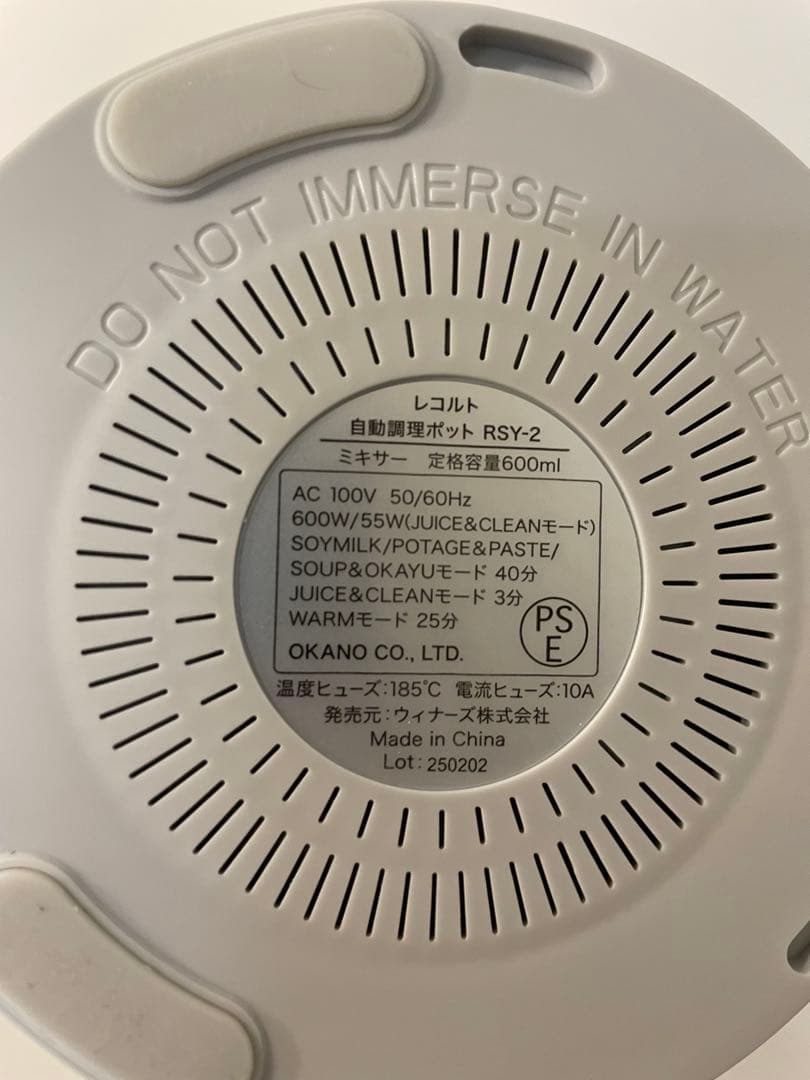 DO NOT IMMERSE IN WATER
レコルト
自動調理ポット RSY-2
ミキサー 定格容量600ml
AC 100V 50/60Hz
600W/55W(JUICE&CLEANモード)
SOYMILK/POTAGE&PASTE/
SOUP&OKAYUモード 40分
JUICE&CLEANモード 3分
WARMモード 25分
PS
E
OKANO CO., LTD.
温度ヒューズ:185℃ 電流ヒューズ:10A
発売元:ウィナーズ株式会社
Made in China
Lot: 250202